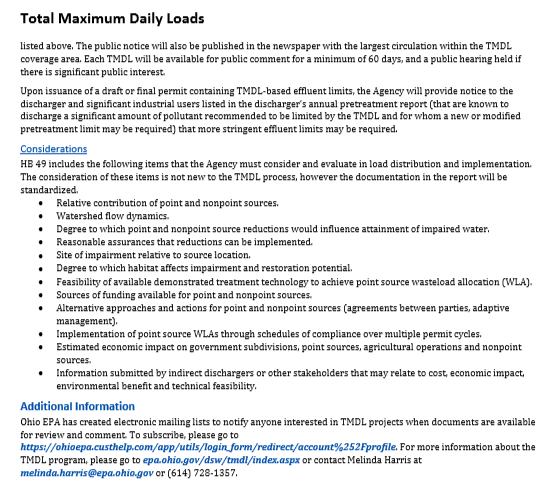 Total Maximum Daily Loads
listed above. The public notice will also be published in the newspaper with the largest circulation within the TMDL
coverage area. Each TMDL will be available for public comment for a minimum of 60 days, and a public hearing held if
there is significant public interest.
Upon issuance of a draft or final permit containing TMDL-based effluent limits, the Agency will provide notice to the
discharger and significant industrial users listed in the discharger's annual pretreatment report (that are known to
discharge a significant amount of pollutant recommended to be limited by the TMDL and for whom a new or modified
pretreatment limit may be required) that more stringent effluent limits may be required.
Considerations
HB 49 includes the following items that the Agency must consider and evaluate in load distribution and implementation.
The consideration of these items is not new to the TMDL process, however the documentation in the report will be
standardized.
• Relative contribution of point and nonpoint sources.
• Watershed flow dynamics.
• Degree to which point and nonpoint source reductions would influence attainment of impaired water.
• Reasonable assurances that reductions can be implemented.
• Site of impairment relative to source location.
• Degree to which habitat affects impairment and restoration potential.
• Feasibility of available demonstrated treatment technology to achieve point source wasteload allocation (WLA).
• Sources of funding available for point and nonpoint sources.
• Alternative approaches and actions for point and nonpoint sources (agreements between parties, adaptive
management).
• Implementation of point source WLAs through schedules of compliance over multiple permit cycles.
• Estimated economic impact on government subdivisions, point sources, agricultural operations and nonpoint
sources.
• Information submitted by indirect dischargers or other stakeholders that may relate to cost, economic impact,
environmental benefit and technical feasibility.
Additional Information
Ohio EPA has created electronic mailing lists to notify anyone interested in TMDL projects when documents are available
for review and comment. To subscribe, please go to
https://ohioepa.custhelp.com/app/utils/login_form/redirect/account%252Fprofile. For more information about the
TMDL program, please go to epa.ohio.gov/dsw/tmdl/index.aspx or contact Melinda Harris at
melinda.harris@epa.ohio.gov or (614) 728-1357.